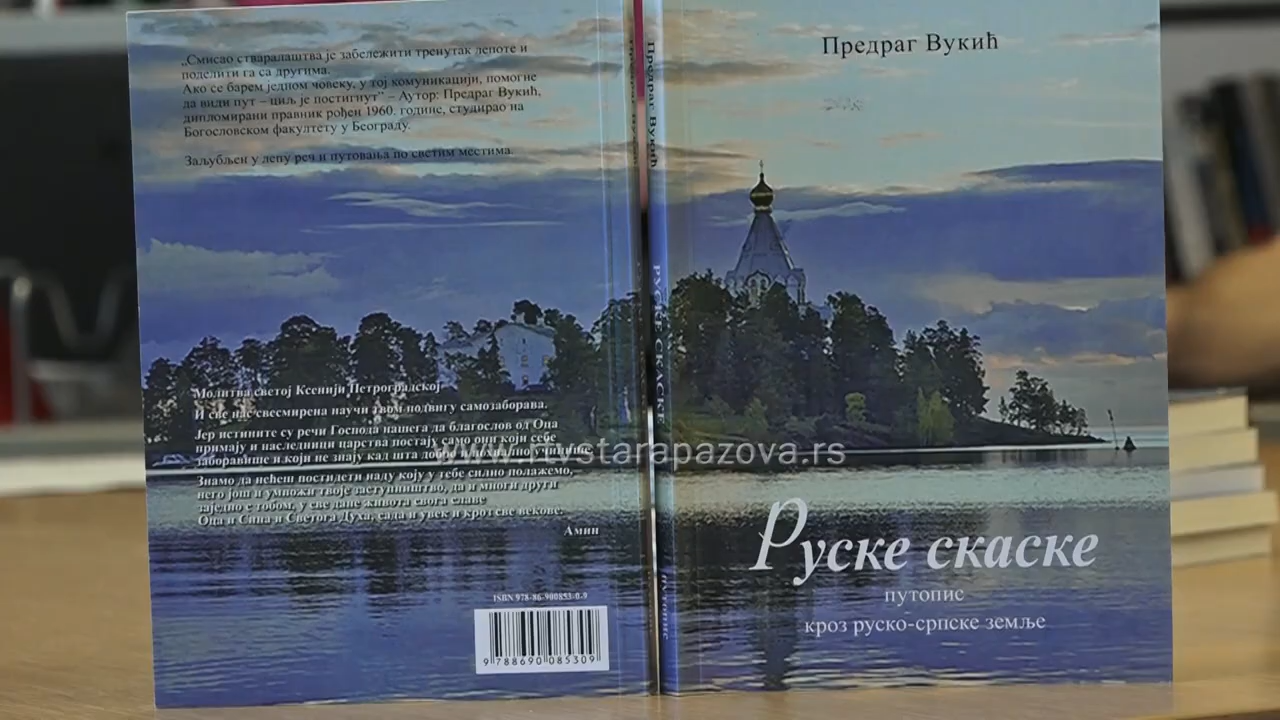 „Смисао стваралаштва је забележити тренутак лепоте и
поделити га са другима.
Ако се барем једном човеку, у тој комуникацији, помогне
да види пут – циљ је постигнут” – Аутор: Предраг Вукић,
дипломирани правник рођен 1960. године, студирао на
Богословском факултету у Београду.
Заљубљен у лепу реч и путовања по светим местима.
Молитва светој Ксенији Петроградској
И све нас свесмирена научи твом подвигу самозаборава.
Јер истините су речи Господа нашега да благослов од Оца
примају и наследници царства постају само они који себе
заборавише и који не знају кад шта добро и похвално учинише
Знамо да нећеш постидети наду коју у тебе силно полажемо,
него још и умножи твоје заступништво, да и многи други
заједно с тобом, у све дане живота свога славе
Оца и Сина и Светога Духа, сада и увек и кроз све векове.
Амин
ISBN 978-86-900853-0-9
9 788690 085309
Предраг Вукић
РУСКЕ СКАСКЕ
путопис
Предраг Вукић
Руске скаске
путопис
кроз руско-српске земље
www.rtvstarapazova.rs